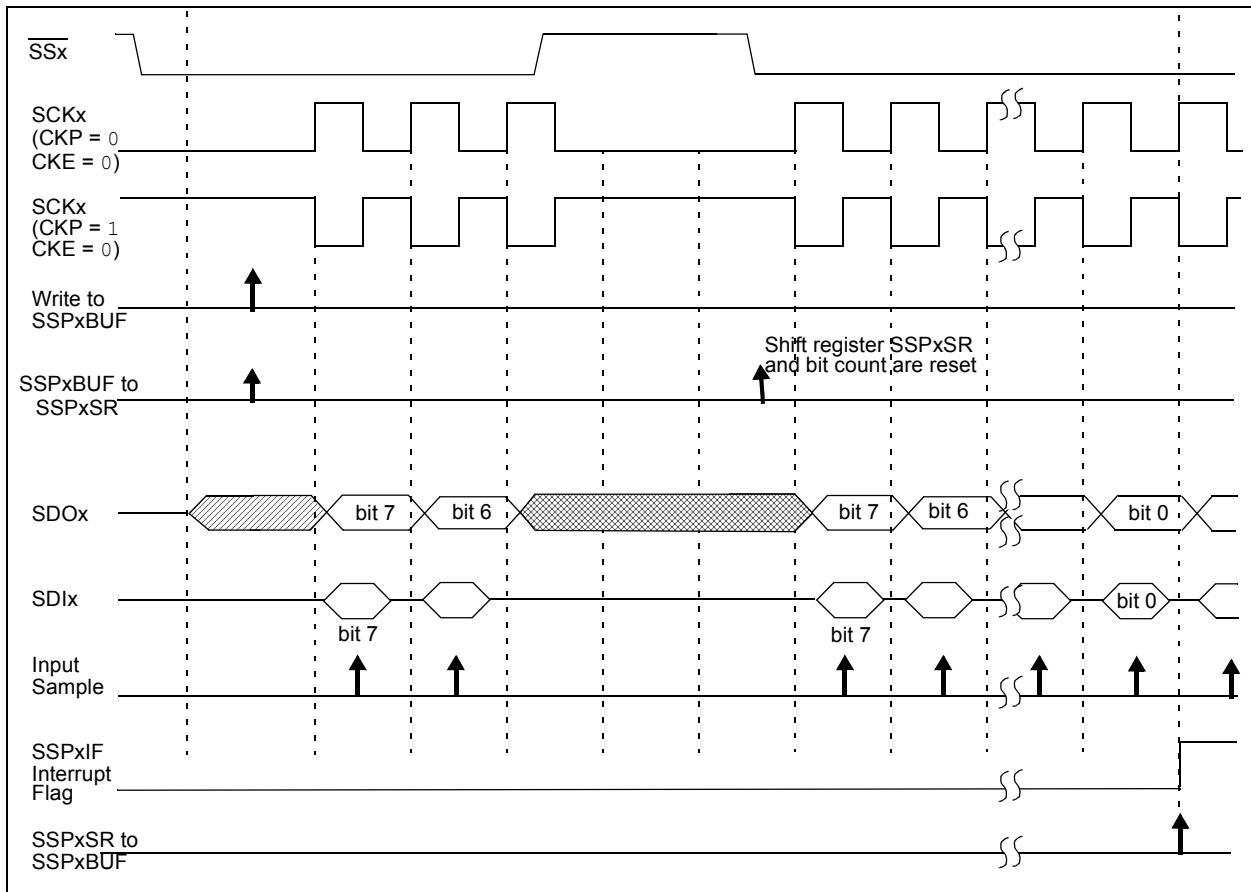 SSx
SCKx
(CKP = 0
CKE = 0)
SCKx
(CKP = 1
CKE = 0)
Write to
SSPxBUF
Shift register SSPxSR
and bit count are reset
SSPxBUF to
SSPxSR
SDOx
bit 7
bit 6
bit 7
bit 6
bit 0
SDIx
bit 0
bit 7
bit 7
Input
Sample
SSPxIF
Interrupt
Flag
SSPxSR to
SSPxBUF